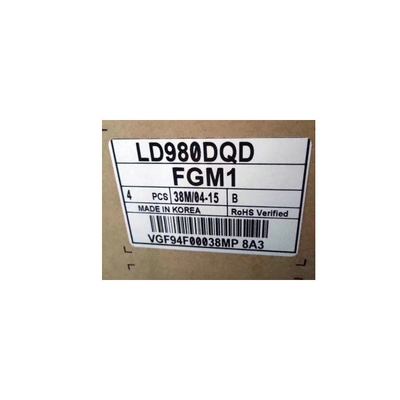 LD980DQD
FGM1
4 PCS 38M/04-15 B
MADE IN KOREA RoHS Verified
VGF94F00038MP 8A3